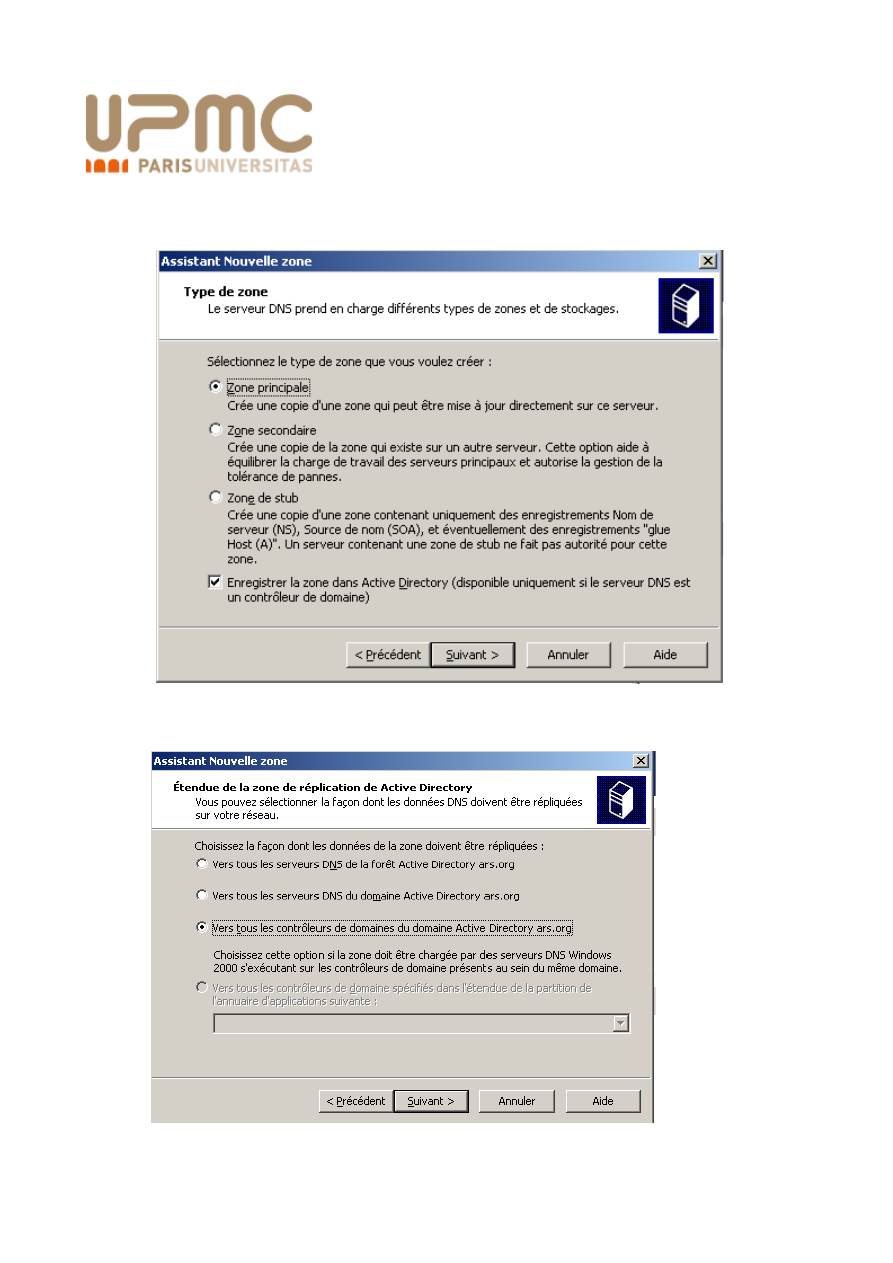 UPMC
PARISUNIVERSITAS
Assistant Nouvelle zone
Type de zone
Le serveur DNS prend en charge différents types de zones et de stockages.
Sélectionnez le type de zone que vous voulez créer :
Zone principale
Crée une copie d'une zone qui peut être mise à jour directement sur ce serveur.
Zone secondaire
Crée une copie de la zone qui existe sur un autre serveur. Cette option aide à
équilibrer la charge de travail des serveurs principaux et autorise la gestion de la
tolérance de pannes.
Zone de stub
Crée une copie d'une zone contenant uniquement des enregistrements Nom de
serveur (NS), Source de nom (SOA), et éventuellement des enregistrements "glue
Host (A)". Un serveur contenant une zone de stub ne fait pas autorité pour cette
zone.
Enregistrer la zone dans Active Directory (disponible uniquement si le serveur DNS est
un contrôleur de domaine)
< Précédent Suivant > Annuler Aide
Assistant Nouvelle zone
Étendue de la zone de réplication de Active Directory
Vous pouvez sélectionner la façon dont les données DNS doivent être répliquées
sur votre réseau.
Choisissez la façon dont les données de la zone doivent être répliquées :
Vers tous les serveurs DNS de la forêt Active Directory ars.org
Vers tous les serveurs DNS du domaine Active Directory ars.org
Vers tous les contrôleurs de domaines du domaine Active Directory ars.org
Choisissez cette option si la zone doit être chargée par des serveurs DNS Windows
2000 s'exécutant sur les contrôleurs de domaine présents au sein du même domaine.
Vers tous les contrôleurs de domaine spécifiés dans l'étendue de la partition de
l'annuaire d'applications suivante :
< Précédent Suivant > Annuler Aide